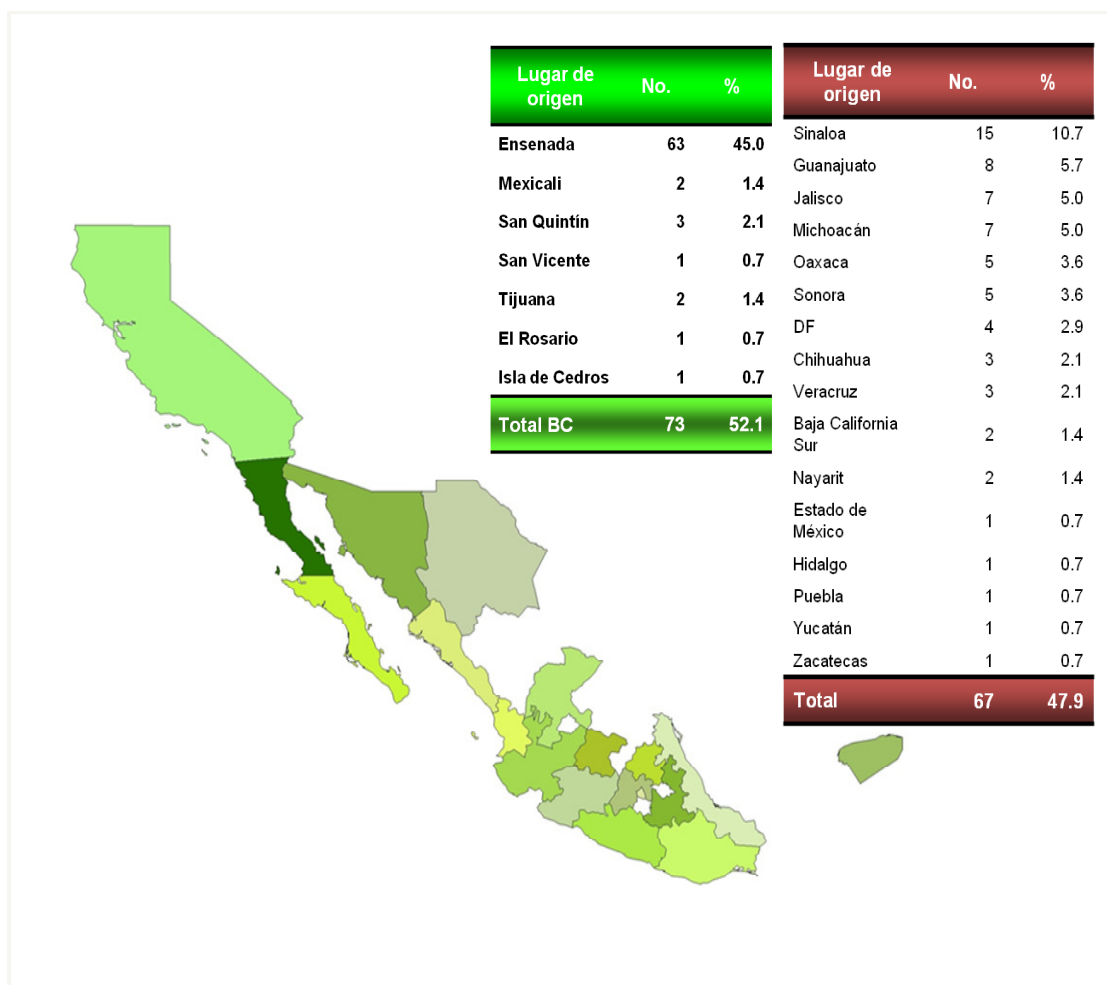 Lugar de origen No. %
Ensenada 63 45.0
Mexicali 2 1.4
San Quintín 3 2.1
San Vicente 1 0.7
Tijuana 2 1.4
El Rosario 1 0.7
Isla de Cedros 1 0.7
Total BC 73 52.1
Lugar de origen No. %
Sinaloa 15 10.7
Guanajuato 8 5.7
Jalisco 7 5.0
Michoacán 7 5.0
Oaxaca 5 3.6
Sonora 5 3.6
DF 4 2.9
Chihuahua 3 2.1
Veracruz 3 2.1
Baja California Sur 2 1.4
Nayarit 2 1.4
Estado de México 1 0.7
Hidalgo 1 0.7
Puebla 1 0.7
Yucatán 1 0.7
Zacatecas 1 0.7
Total 67 47.9